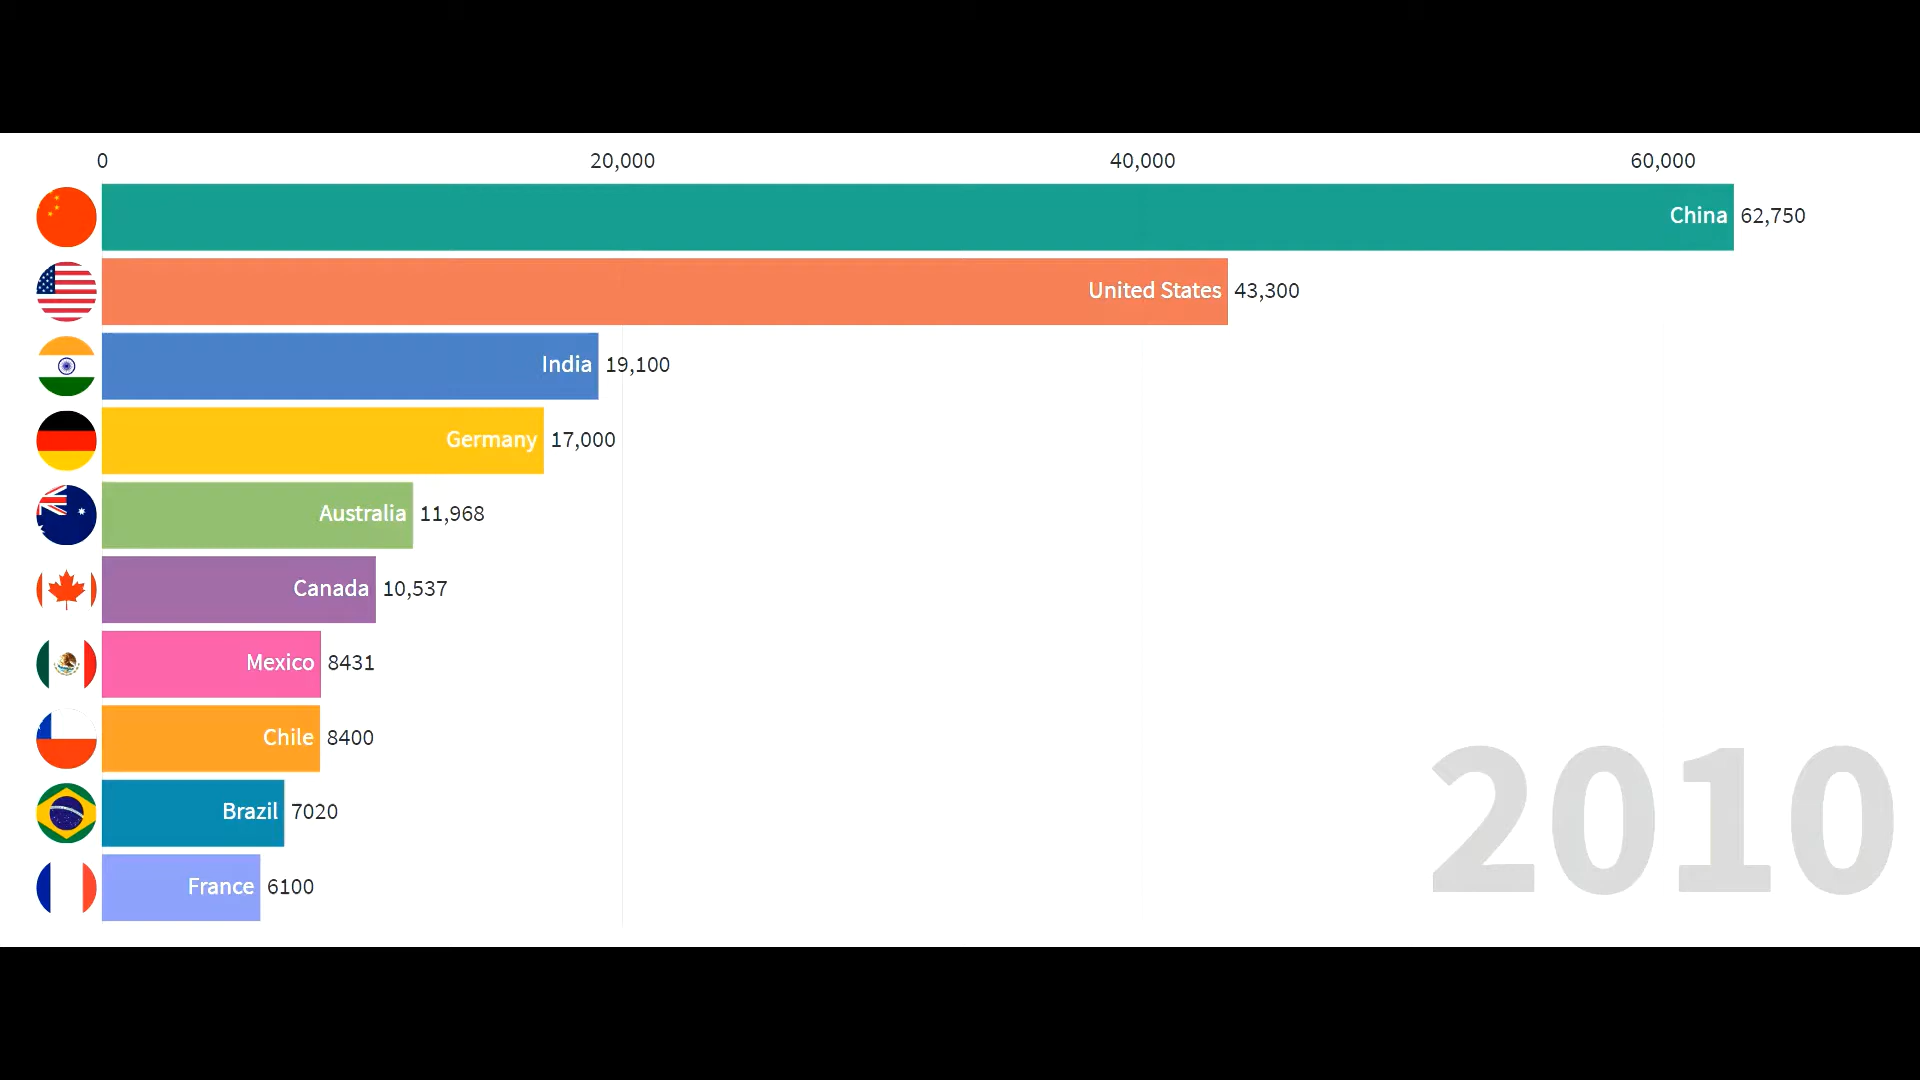 0 20,000 40,000 60,000
China 62,750
United States 43,300
India 19,100
Germany 17,000
Australia 11,968
Canada 10,537
Mexico 8431
Chile 8400
Brazil 7020
France 6100
2010